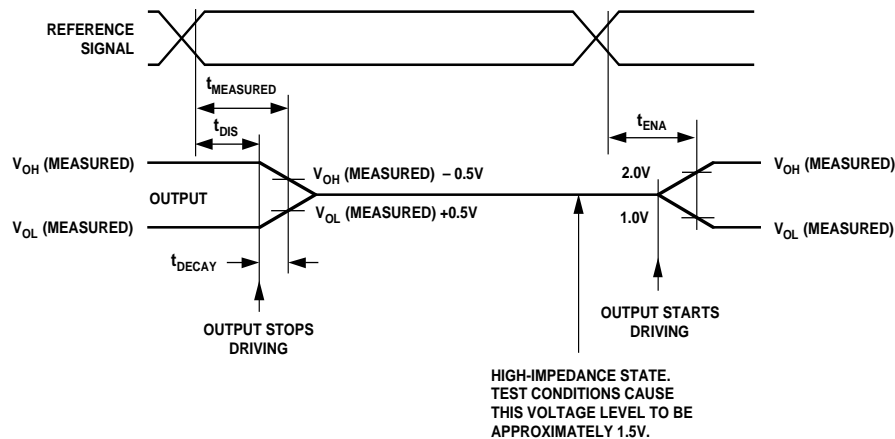 REFERENCE
SIGNAL
tMEASURED
tDIS
tENA
VOH (MEASURED)
VOH (MEASURED) – 0.5V
2.0V
VOH (MEASURED)
OUTPUT
VOL (MEASURED) +0.5V
1.0V
VOL (MEASURED)
VOL (MEASURED)
tDECAY
OUTPUT STOPS
DRIVING
OUTPUT STARTS
DRIVING
HIGH-IMPEDANCE STATE.
TEST CONDITIONS CAUSE
THIS VOLTAGE LEVEL TO BE
APPROXIMATELY 1.5V.